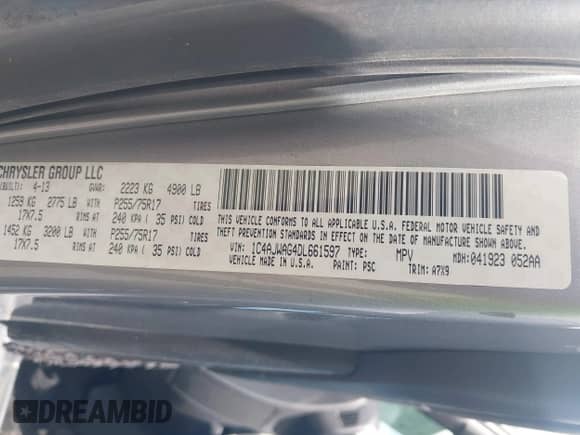 CHRYSLER GROUP LLC
(BUILT): 4-13 GVWR: 2223 KG 4900 LB
1259 KG 2775 LB WITH P255/75R17 TIRES
17X7.5 RIMS AT 240 KPA ( 35 PSI) COLD
1452 KG 3200 LB WITH P255/75R17 TIRES
17X7.5 RIMS AT 240 KPA ( 35 PSI) COLD
THIS VEHICLE CONFORMS TO ALL APPLICABLE U.S.A. FEDERAL MOTOR VEHICLE SAFETY AND
THEFT PREVENTION STANDARDS IN EFFECT ON THE DATE OF MANUFACTURE SHOWN ABOVE.
VIN: 1C4AJWAG4DL661597 TYPE: MPV MDH: 041923 052AA
VEHICLE MADE IN U.S.A. PAINT: PSC TRIM: A7X9
DREAMBID